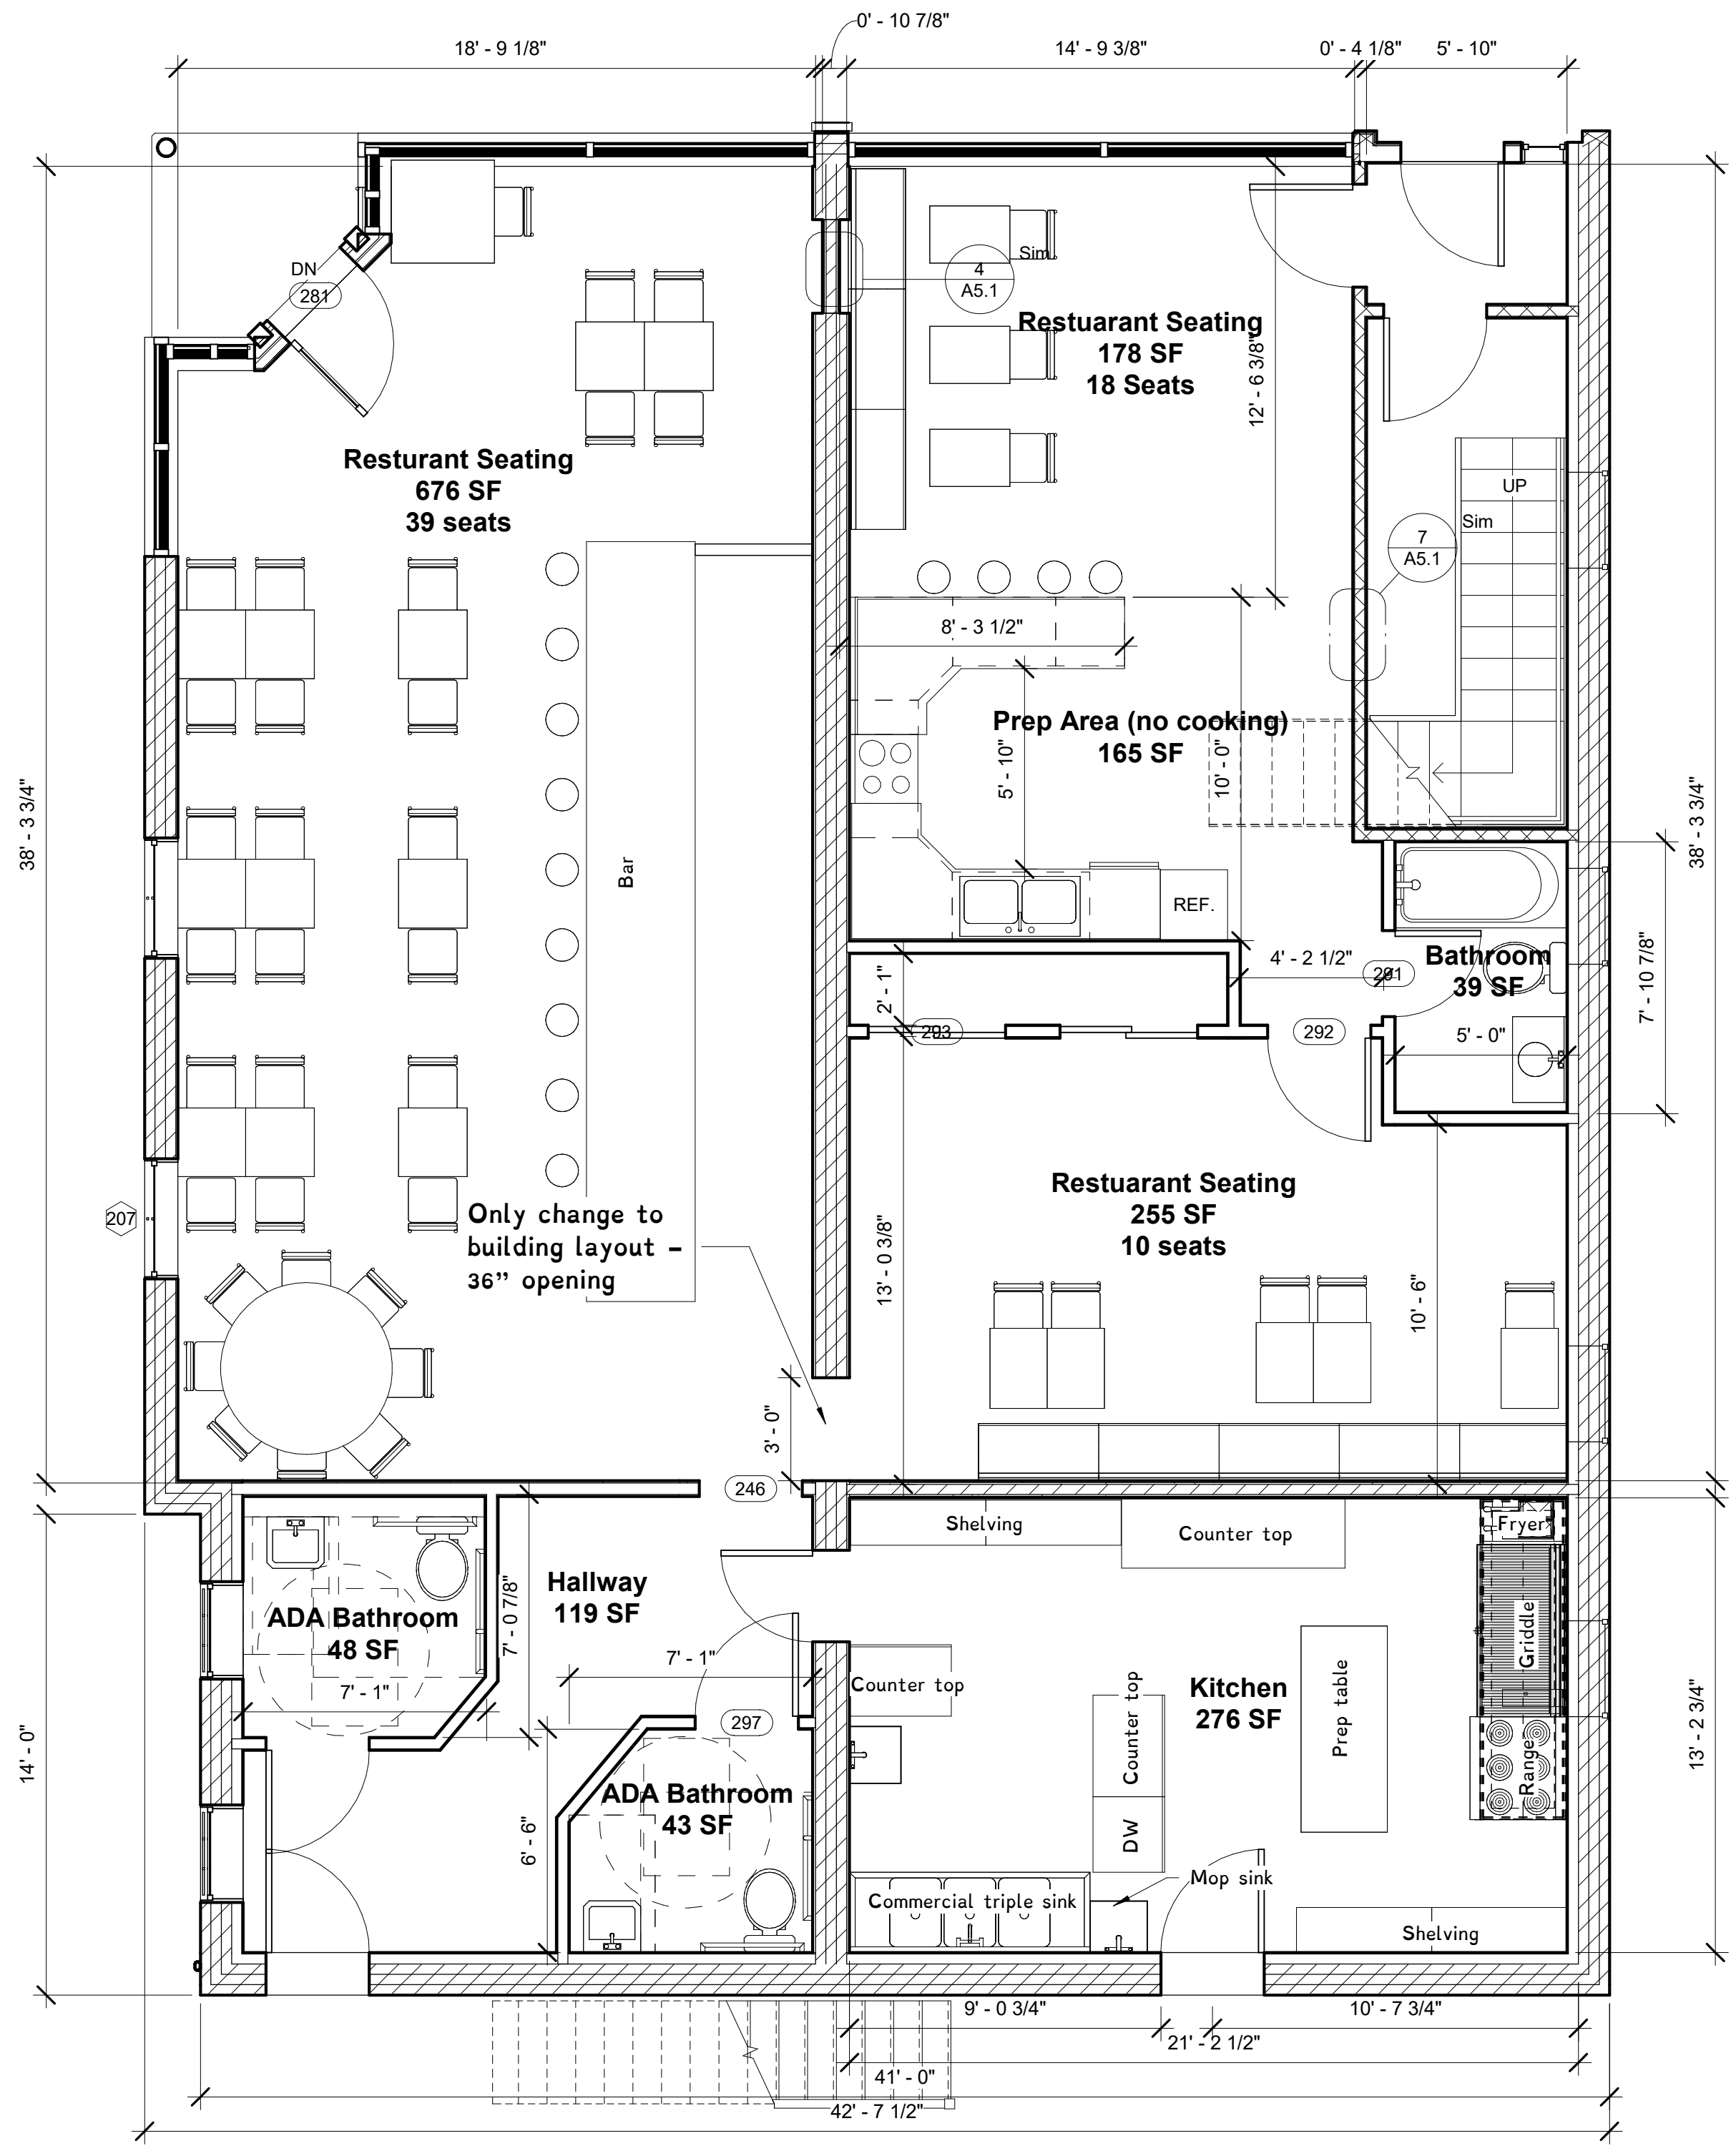 0' - 10 7/8"
18' - 9 1/8"
14' - 9 3/8"
0' - 4 1/8"
5' - 10"
DN
281
4
A5.1
Sim
Restuarant Seating
178 SF
18 Seats
12' - 6 3/8"
Resturant Seating
676 SF
39 seats
UP
Sim
7
A5.1
8' - 3 1/2"
Prep Area (no cooking)
165 SF
5' - 10"
10' - 0"
38' - 3 3/4"
38' - 3 3/4"
Bar
REF.
Bathroom
39 SF
4' - 2 1/2"
291
2' - 1"
293
292
5' - 0"
7' - 10 7/8"
Restuarant Seating
255 SF
10 seats
207
Only change to
building layout –
36” opening
13' - 0 3/8"
10' - 6"
3' - 0"
246
Shelving
Counter top
Fryer
Hallway
119 SF
ADA Bathroom
48 SF
7' - 0 7/8"
7' - 1"
7' - 1"
Griddle
Counter top
Counter top
Kitchen
276 SF
Prep table
297
Range
14' - 0"
13' - 2 3/4"
ADA Bathroom
43 SF
6' - 6"
DW
Mop sink
Commercial triple sink
Shelving
9' - 0 3/4"
10' - 7 3/4"
21' - 2 1/2"
41' - 0"
42' - 7 1/2"